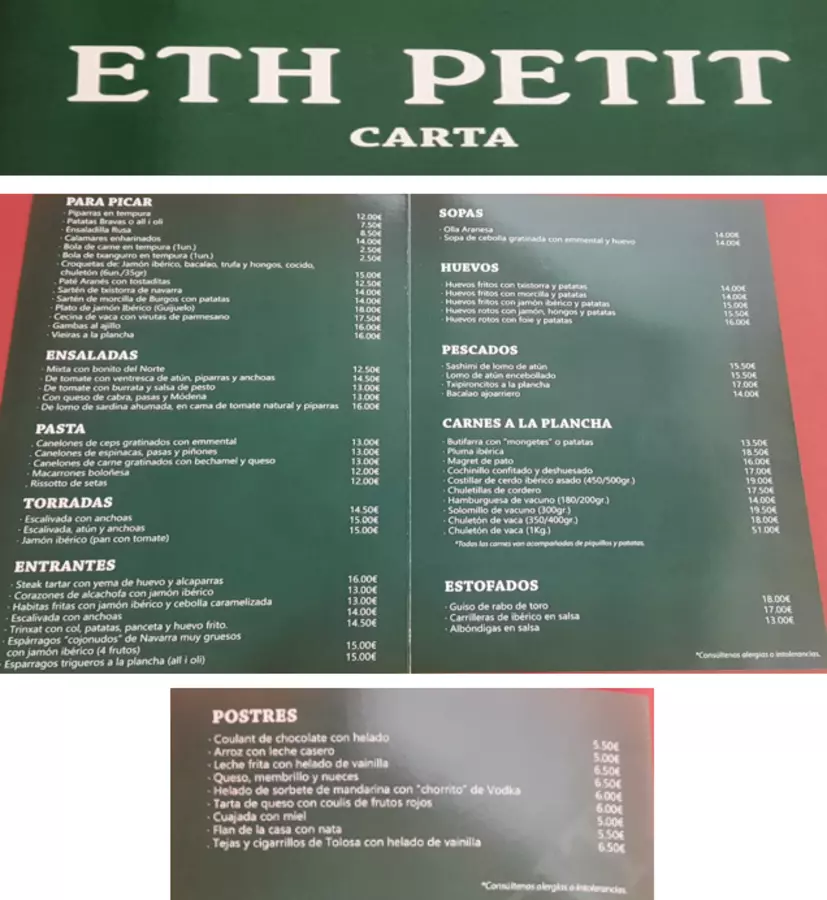 ETH PETIT
CARTA
PARA PICAR
· Piparras en tempura 12.00€
· Patatas Bravas o all i oli 7.50€
· Ensaladilla Rusa 8.50€
· Calamares enharinados 14.00€
· Bola de carne en tempura (1un.) 2.50€
· Bola de txangurro en tempura (1un.) 2.50€
· Croquetas de: Jamón ibérico, bacalao, trufa y hongos, cocido,
chuletón (6un./35gr) 15.00€
· Paté Aranés con tostaditas 12.50€
· Sartén de txistorra de navarra 14.00€
· Sartén de morcilla de Burgos con patatas 14.00€
· Plato de jamón Ibérico (Guijuelo) 18.00€
· Cecina de vaca con virutas de parmesano 17.50€
· Gambas al ajillo 16.00€
· Vieiras a la plancha 16.00€
ENSALADAS
· Mixta con bonito del Norte 12.50€
· De tomate con ventresca de atún, piparras y anchoas 14.50€
· De tomate con burrata y salsa de pesto 13.00€
· Con queso de cabra, pasas y Módena 13.00€
· De lomo de sardina ahumada, en cama de tomate natural y piparras 16.00€
PASTA
· Canelones de ceps gratinados con emmental 13.00€
· Canelones de espinacas, pasas y piñones 13.00€
· Canelones de carne gratinados con bechamel y queso 13.00€
· Macarrones boloñesa 12.00€
· Rissotto de setas 12.00€
TORRADAS
· Escalivada con anchoas 14.50€
· Escalivada, atún y anchoas 15.00€
· Jamón ibérico (pan con tomate) 15.00€
ENTRANTES
· Steak tartar con yema de huevo y alcaparras 16.00€
· Corazones de alcachofa con jamón ibérico 13.00€
· Habitas fritas con jamón ibérico y cebolla caramelizada 13.00€
· Escalivada con anchoas 14.00€
· Trinxat con col, patatas, panceta y huevo frito. 14.50€
· Espárragos "cojonudos" de Navarra muy gruesos
con jamón ibérico (4 frutos) 15.00€
· Esparragos trigueros a la plancha (all i oli) 15.00€
SOPAS
· Olla Aranesa 14.00€
· Sopa de cebolla gratinada con emmental y huevo 14.00€
HUEVOS
· Huevos fritos con txistorra y patatas 14.00€
· Huevos fritos con morcilla y patatas 14.00€
· Huevos fritos con jamón ibérico y patatas 15.00€
· Huevos rotos con jamón, hongos y patatas 15.50€
· Huevos rotos con foie y patatas 16.00€
PESCADOS
· Sashimi de lomo de atún 15.50€
· Lomo de atún encebollado 15.50€
· Txipironcitos a la plancha 17.00€
· Bacalao ajoarriero 14.00€
CARNES A LA PLANCHA
· Butifarra con "mongetes" o patatas 13.50€
· Pluma ibérica 18.50€
· Magret de pato 16.00€
· Cochinillo confitado y deshuesado 17.00€
· Costillar de cerdo ibérico asado (450/500gr.) 19.00€
· Chuletillas de cordero 17.50€
· Hamburguesa de vacuno (180/200gr.) 14.00€
· Solomillo de vacuno (300gr.) 19.50€
· Chuletón de vaca (350/400gr.) 18.00€
· Chuletón de vaca (1Kg.) 51.00€
*Todas las carnes van acompañadas de piquillos y patatas.
ESTOFADOS
· Guiso de rabo de toro 18.00€
· Carrilleras de ibérico en salsa 17.00€
· Albóndigas en salsa 13.00€
*Consúltenos alergias o intolerancias.
POSTRES
· Coulant de chocolate con helado 5.50€
· Arroz con leche casero 5.00€
· Leche frita con helado de vainilla 6.50€
· Queso, membrillo y nueces 6.50€
· Helado de sorbete de mandarina con "chorrito" de Vodka 6.00€
· Tarta de queso con coulis de frutos rojos 6.00€
· Cuajada con miel 5.00€
· Flan de la casa con nata 5.50€
· Tejas y cigarrillos de Tolosa con helado de vainilla 6.50€
*Consúltenos alergias o intolerancias.